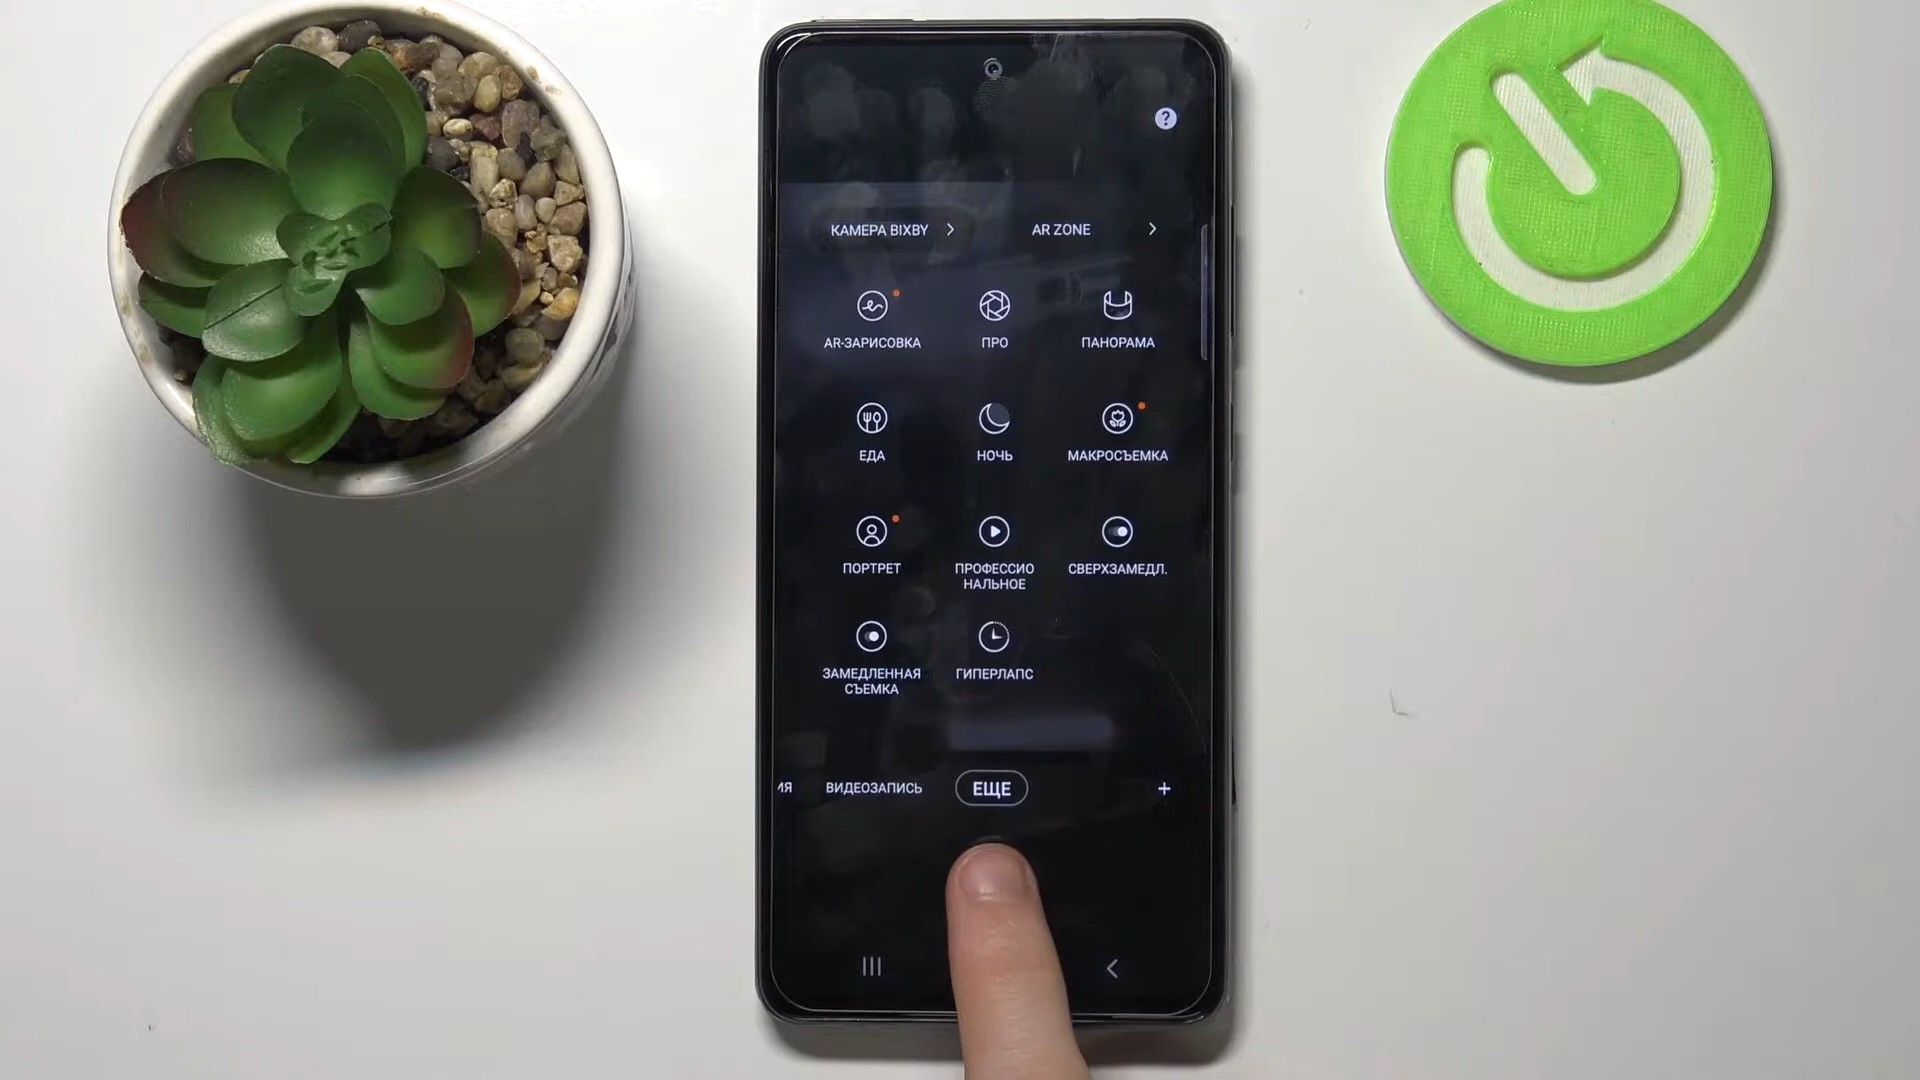 ?
КАМЕРА BIXBY > AR ZONE >
AR-ЗАРИСОВКА ПРО ПАНОРАМА
ЕДА НОЧЬ МАКРОСЪЕМКА
ПОРТРЕТ ПРОФЕССИО СВЕРХЗАМЕДЛ.
НАЛЬНОЕ
ЗАМЕДЛЕННАЯ ГИПЕРЛАПС
СЪЕМКА
ИЯ ВИДЕОЗАПИСЬ ЕЩЕ +